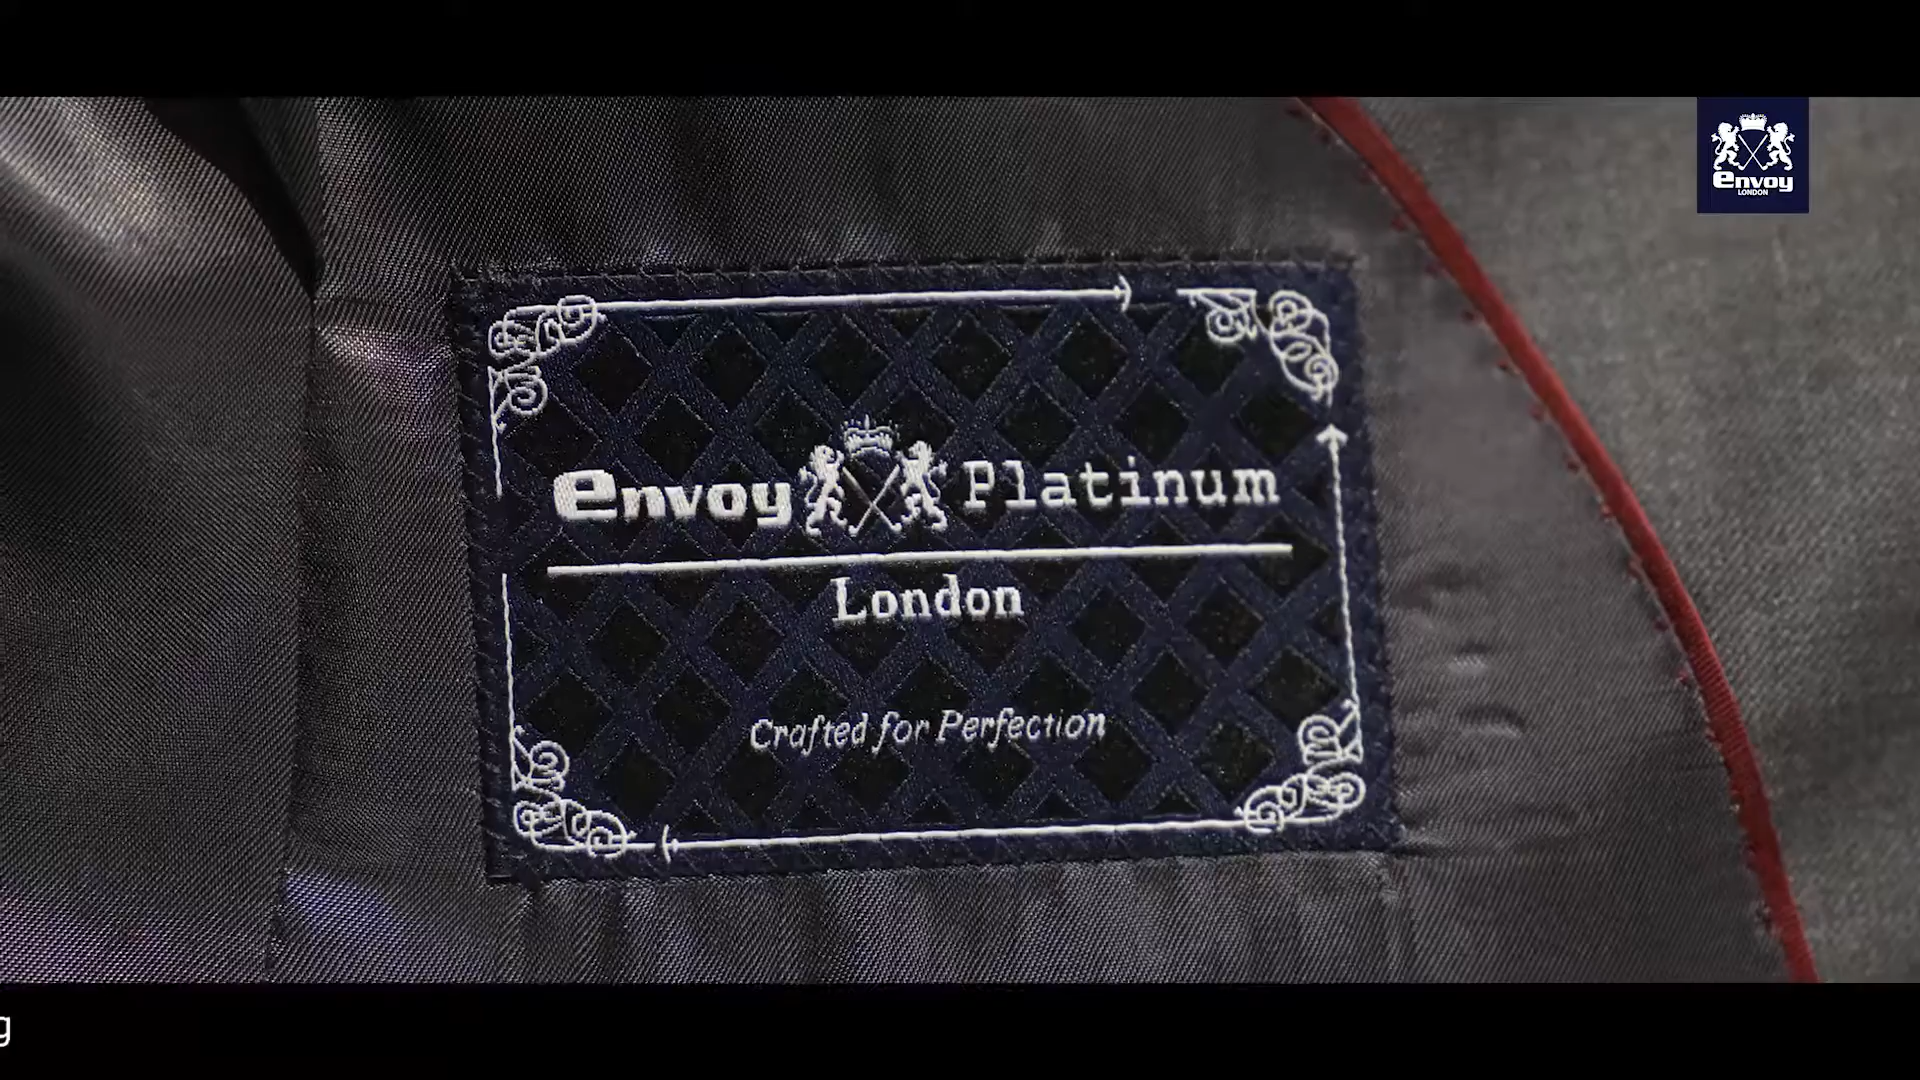 envoy
LONDON
envoy Platinum
London
Crafted for Perfection
g